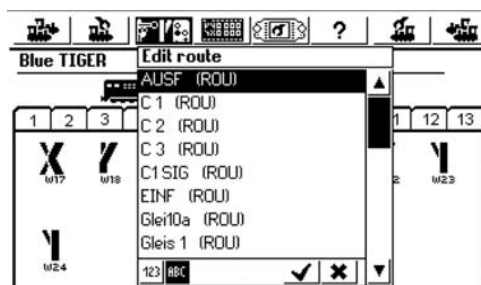 ?
Blue TIGER
Edit route
AUSF (ROU)
C 1 (ROU)
C 2 (ROU)
C 3 (ROU)
C1 SIG (ROU)
EINF (ROU)
Glei10a (ROU)
Gleis 1 (ROU)
1 2 3
12 13
W17 W18
W23
W24
123 ABC